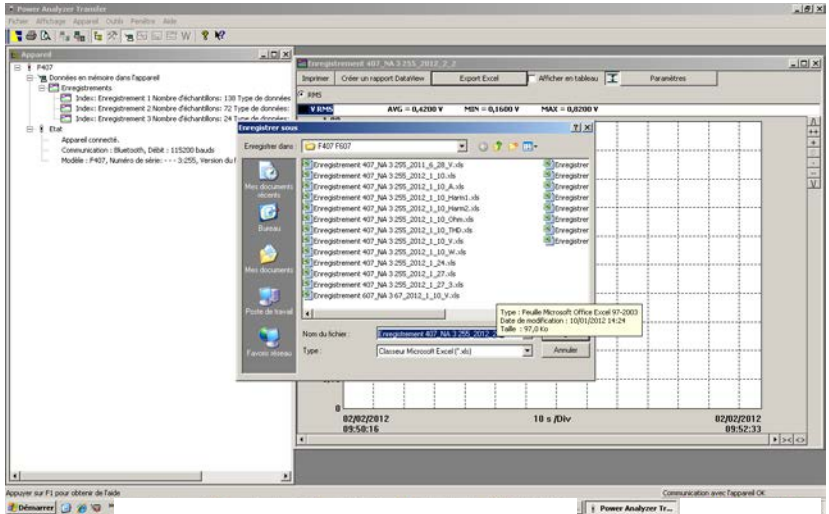 Power Analyzer Transfer
Fichier Affichage Appareil Outils Fenêtre Aide
Appareil
F407
Données en mémoire dans l'appareil
Enregistrements
Index: Enregistrement 1 Nombre d'échantillons: 138 Type de données
Index: Enregistrement 2 Nombre d'échantillons: 72 Type de données:
Index: Enregistrement 3 Nombre d'échantillons: 24 Type de données:
Etat
Appareil connecté.
Communication : Bluetooth, Débit : 115200 bauds
Modèle : F407, Numéro de série: - - - 3:255, Version du
Enregistrement 407_NA 3 255_2012_2_2
Imprimer Créer un rapport DataView Export Excel Afficher en tableau Paramètres
RMS
V RMS AVG = 0,4200 V MIN = 0,1600 V MAX = 0,8200 V
Enregistrer sous
Enregistrer dans : F407 F607
Mes documents récents
Bureau
Mes documents
Poste de travail
Favoris réseau
Enregistrement 407_NA 3 255_2011_6_28_V.xls
Enregistrement 407_NA 3 255_2012_1_10.xls
Enregistrement 407_NA 3 255_2012_1_10_A.xls
Enregistrement 407_NA 3 255_2012_1_10_Harm1.xls
Enregistrement 407_NA 3 255_2012_1_10_Harm2.xls
Enregistrement 407_NA 3 255_2012_1_10_Ohm.xls
Enregistrement 407_NA 3 255_2012_1_10_THD.xls
Enregistrement 407_NA 3 255_2012_1_10_V.xls
Enregistrement 407_NA 3 255_2012_1_10_W.xls
Enregistrement 407_NA 3 255_2012_1_24.xls
Enregistrement 407_NA 3 255_2012_1_27.xls
Enregistrement 407_NA 3 255_2012_1_27_3.xls
Enregistrement 607_NA 3 67_2012_1_10_V.xls
Enregistrer
Enregistrer
Enregistrer
Enregistrer
Enregistrer
Enregistrer
Enregistrer
Type : Feuille Microsoft Office Excel 97-2003
Date de modification : 10/01/2012 14:24
Taille : 97,0 Ko
Nom du fichier : Enregistrement 407_NA 3 255_2012_2
Type : Classeur Microsoft Excel (*.xls)
Annuler
0
02/02/2012 10 s /Div 02/02/2012
09:50:16 09:52:33
Appuyer sur F1 pour obtenir de l'aide
Communication avec l'appareil OK
Démarrer
Power Analyzer Tr...